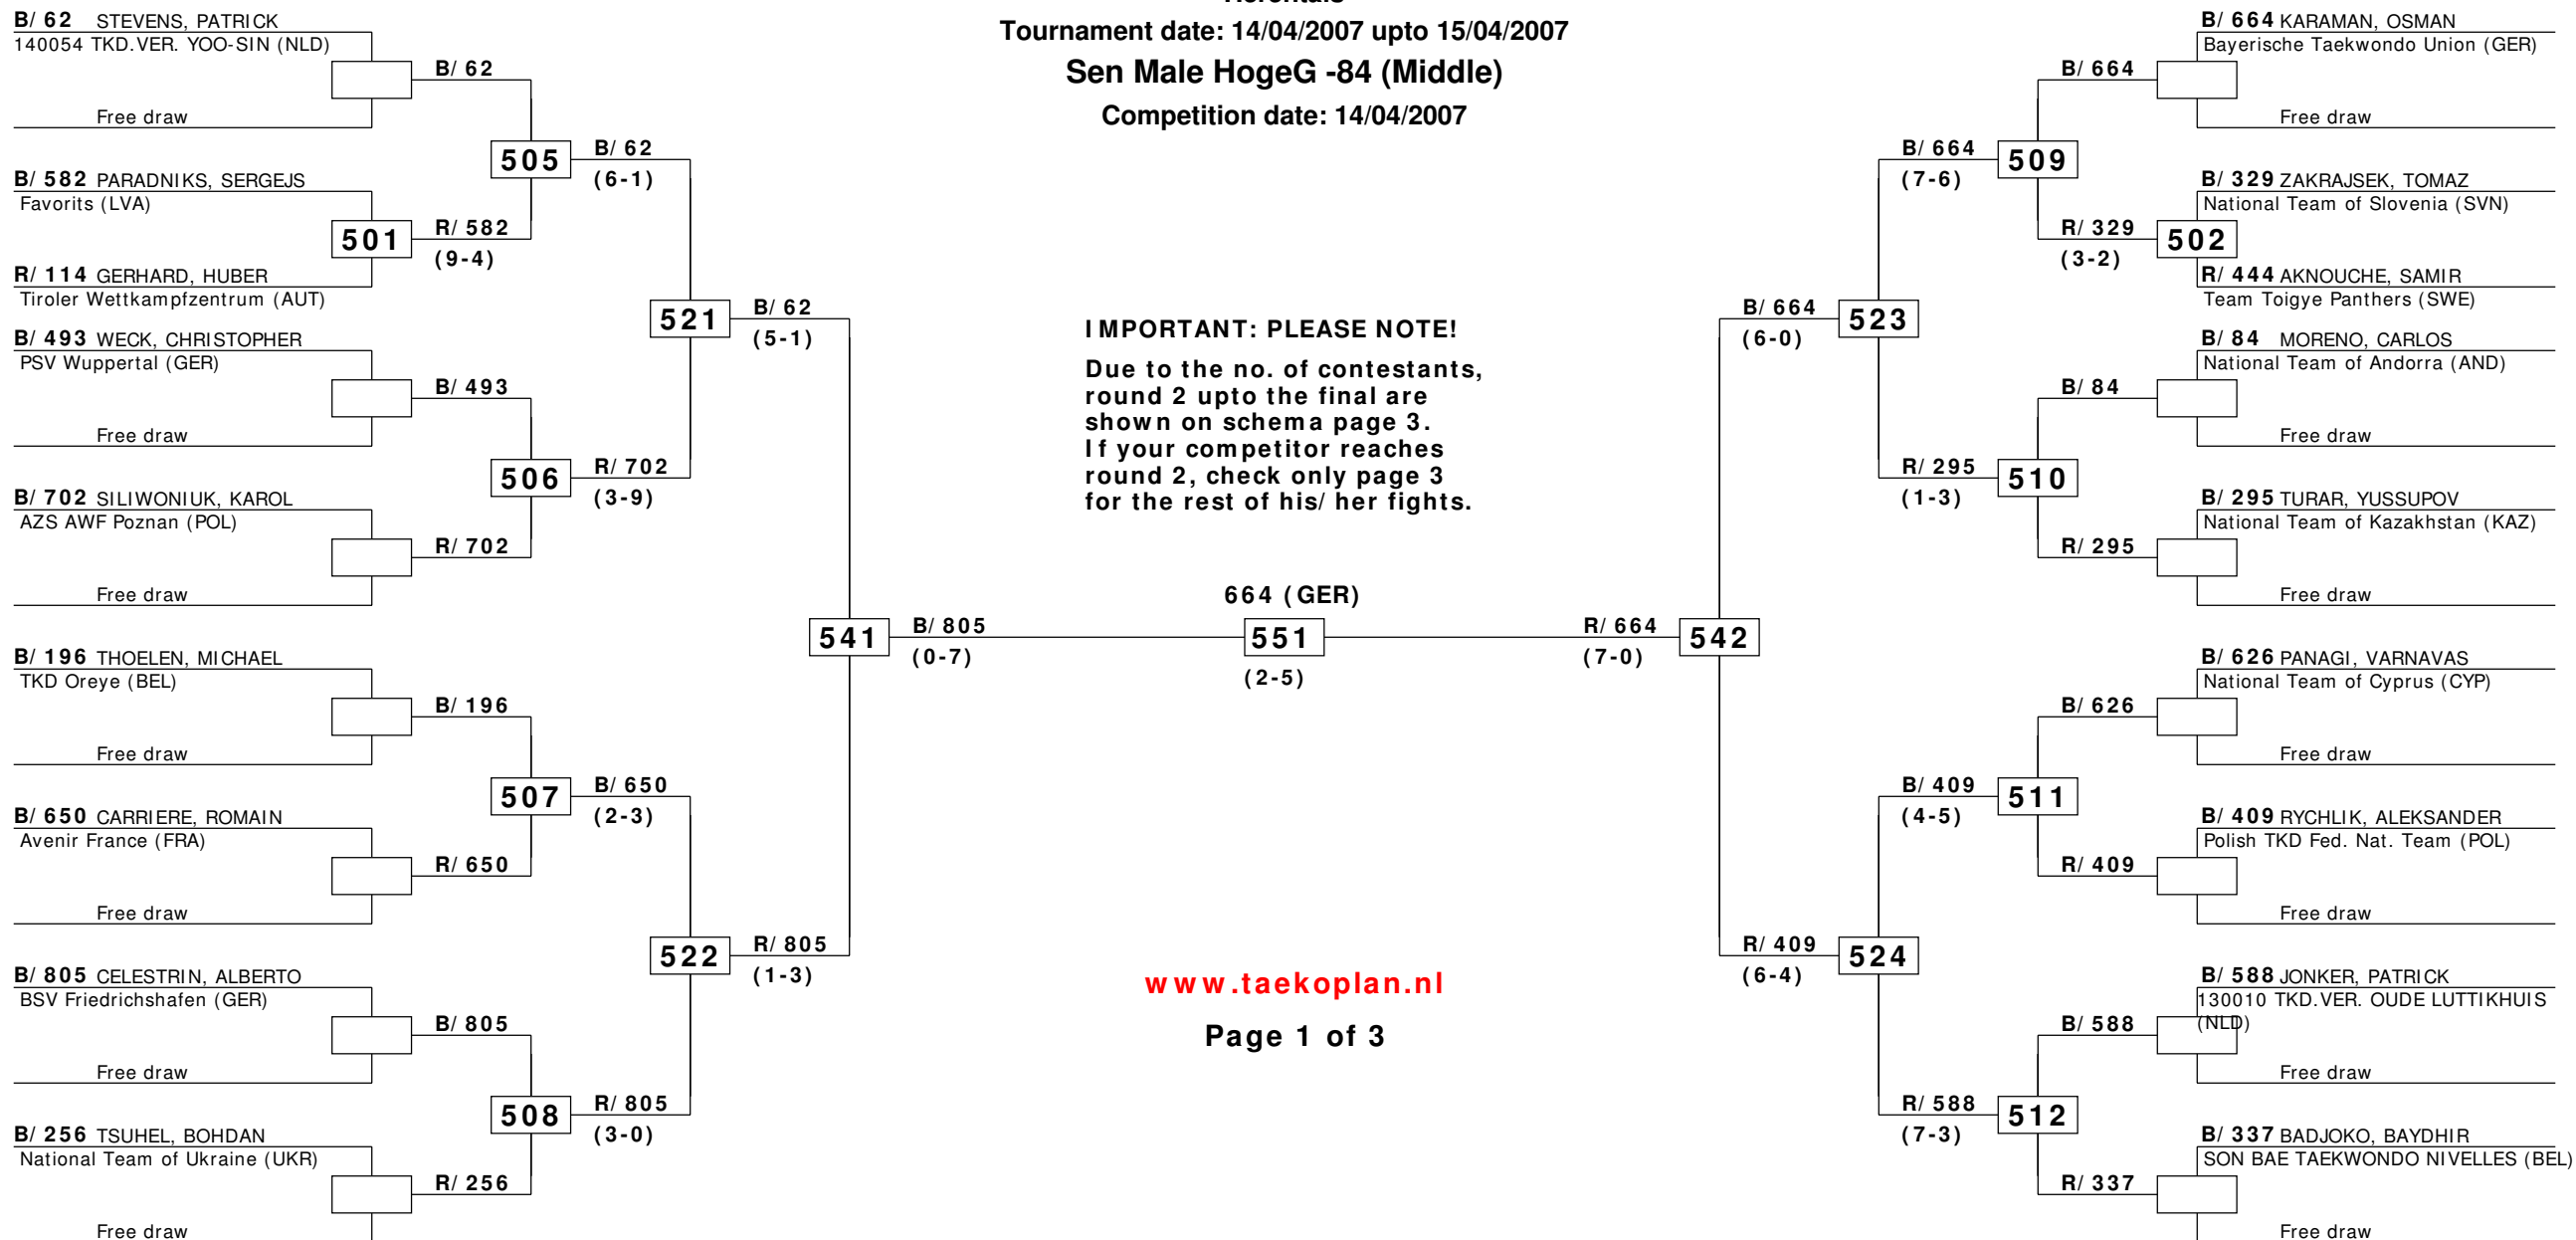 Tournament date: 14/04/2007 upto 15/04/2007
Sen Male HogeG -84 (Middle)
Competition date: 14/04/2007
B/ 62 STEVENS, PATRICK
140054 TKD.VER. YOO-SIN (NLD)
B/ 62
Free draw
505
B/ 62
(6-1)
B/ 582 PARADNIKS, SERGEJS
Favorits (LVA)
501
R/ 582
(9-4)
R/ 114 GERHARD, HUBER
Tiroler Wettkampfzentrum (AUT)
521
B/ 62
(5-1)
B/ 493 WECK, CHRISTOPHER
PSV Wuppertal (GER)
B/ 493
Free draw
506
R/ 702
(3-9)
B/ 702 SILIWONIUK, KAROL
AZS AWF Poznan (POL)
R/ 702
Free draw
541
B/ 805
(0-7)
B/ 196 THOELEN, MICHAEL
TKD Oreye (BEL)
B/ 196
Free draw
507
B/ 650
(2-3)
B/ 650 CARRIERE, ROMAIN
Avenir France (FRA)
R/ 650
Free draw
522
R/ 805
(1-3)
B/ 805 CELESTRIN, ALBERTO
BSV Friedrichshafen (GER)
B/ 805
Free draw
508
R/ 805
(3-0)
B/ 256 TSUHEL, BOHDAN
National Team of Ukraine (UKR)
R/ 256
Free draw
IMPORTANT: PLEASE NOTE!
Due to the no. of contestants,
round 2 upto the final are
shown on schema page 3.
If your competitor reaches
round 2, check only page 3
for the rest of his/ her fights.
664 (GER)
551
(2-5)
www.taekoplan.nl
Page 1 of 3
B/ 664 KARAMAN, OSMAN
Bayerische Taekwondo Union (GER)
B/ 664
Free draw
B/ 664
(7-6)
509
B/ 329 ZAKRAJSEK, TOMAZ
National Team of Slovenia (SVN)
R/ 329
(3-2)
502
R/ 444 AKNOUCHE, SAMIR
Team Toigye Panthers (SWE)
B/ 664
(6-0)
523
B/ 84 MORENO, CARLOS
National Team of Andorra (AND)
B/ 84
Free draw
R/ 295
(1-3)
510
B/ 295 TURAR, YUSSUPOV
National Team of Kazakhstan (KAZ)
R/ 295
Free draw
R/ 664
(7-0)
542
B/ 626 PANAGI, VARNAVAS
National Team of Cyprus (CYP)
B/ 626
Free draw
B/ 409
(4-5)
511
B/ 409 RYCHLIK, ALEKSANDER
Polish TKD Fed. Nat. Team (POL)
R/ 409
Free draw
R/ 409
(6-4)
524
B/ 588 JONKER, PATRICK
130010 TKD.VER. OUDE LUTTIKHUIS
(NLD)
B/ 588
Free draw
R/ 588
(7-3)
512
B/ 337 BADJOKO, BAYDHIR
SON BAE TAEKWONDO NIVELLES (BEL)
R/ 337
Free draw